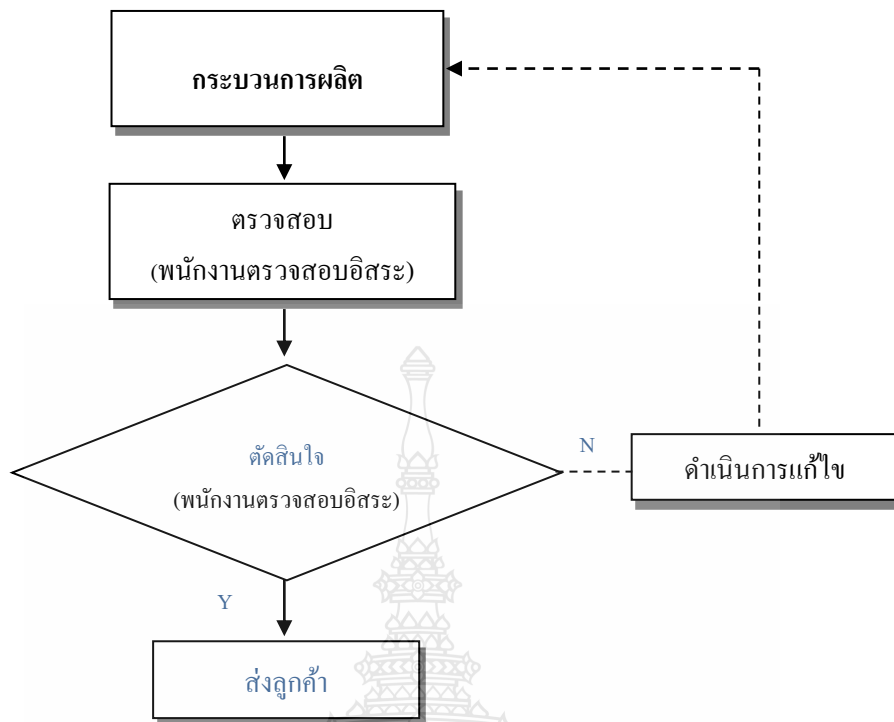 กระบวนการผลิต
ตรวจสอบ
(พนักงานตรวจสอบอิสระ)
ตัดสินใจ
(พนักงานตรวจสอบอิสระ)
N
ดำเนินการแก้ไข
Y
ส่งลูกค้า